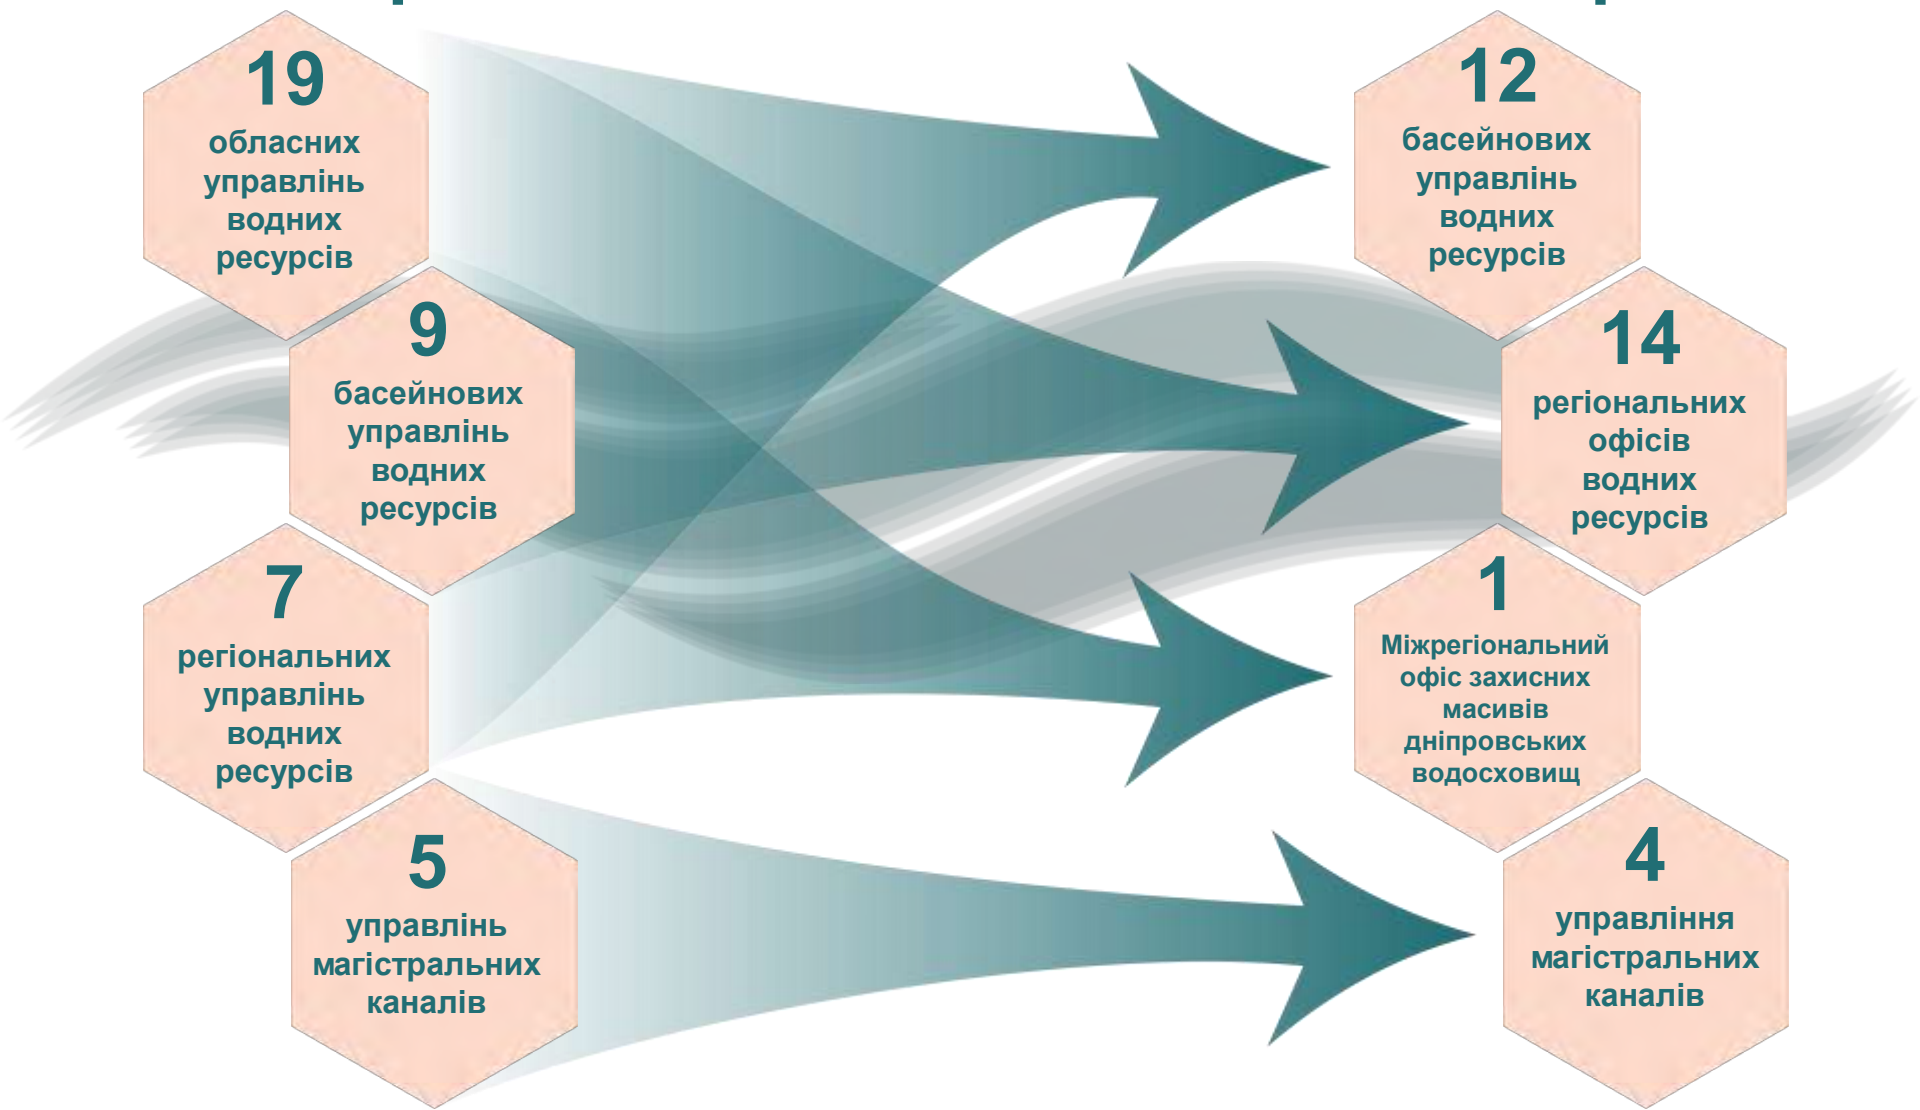 19
обласних
управлінь
водних
ресурсів
9
басейнових
управлінь
водних
ресурсів
7
регіональних
управлінь
водних
ресурсів
5
управлінь
магістральних
каналів
12
басейнових
управлінь
водних
ресурсів
14
регіональних
офісів
водних
ресурсів
1
Міжрегіональний
офіс захисних
масивів
дніпровських
водосховищ
4
управління
магістральних
каналів